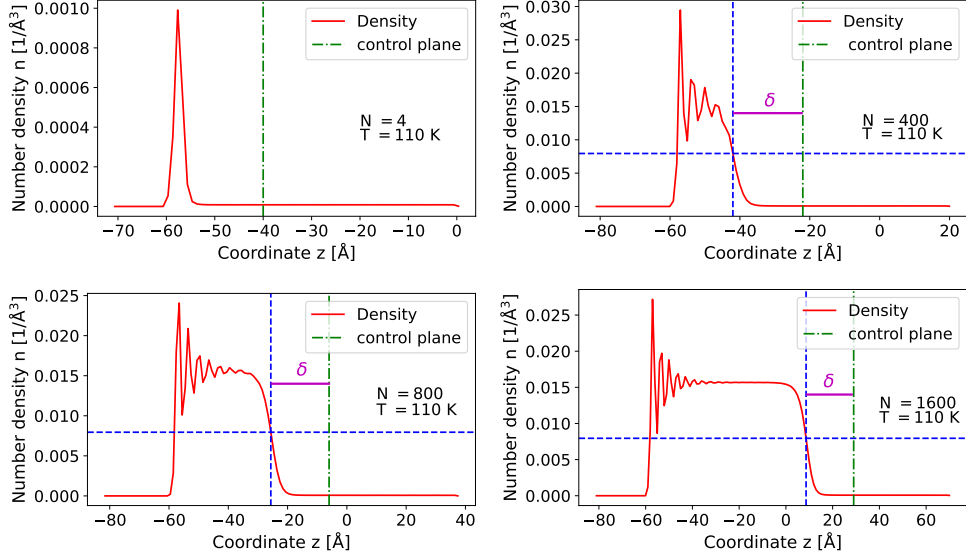 Number density n [1/Å³]
0.0010
0.0008
0.0006
0.0004
0.0002
0.0000
Density
control plane
N = 4
T = 110 K
−70 −60 −50 −40 −30 −20 −10 0
Coordinate z [Å]
Number density n [1/Å³]
0.030
0.025
0.020
0.015
0.010
0.005
0.000
Density
control plane
δ
N = 400
T = 110 K
−80 −60 −40 −20 0 20
Coordinate z [Å]
Number density n [1/Å³]
0.025
0.020
0.015
0.010
0.005
0.000
Density
control plane
δ
N = 800
T = 110 K
−80 −60 −40 −20 0 20 40
Coordinate z [Å]
Number density n [1/Å³]
0.025
0.020
0.015
0.010
0.005
0.000
Density
control plane
δ
N = 1600
T = 110 K
−80 −60 −40 −20 0 20 40 60
Coordinate z [Å]